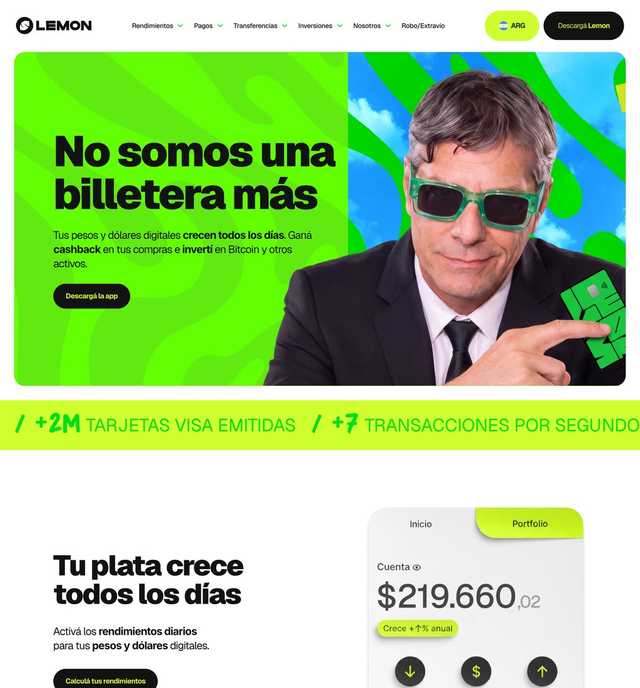 LEMON
Rendimientos Pagos Transferencias Inversiones Nosotros Robo/Extravío
ARG
Descargá Lemon
No somos una
billetera más
Tus pesos y dólares digitales crecen todos los días. Ganá
cashback en tus compras e invertí en Bitcoin y otros
activos.
Descargá la app
/ +2M TARJETAS VISA EMITIDAS / +7 TRANSACCIONES POR SEGUNDO
Inicio
Portfolio
Cuenta
$219.660,02
Crece +↑% anual
$
Tu plata crece
todos los días
Activá los rendimientos diarios
para tus pesos y dólares digitales.
Calculá tus rendimientos